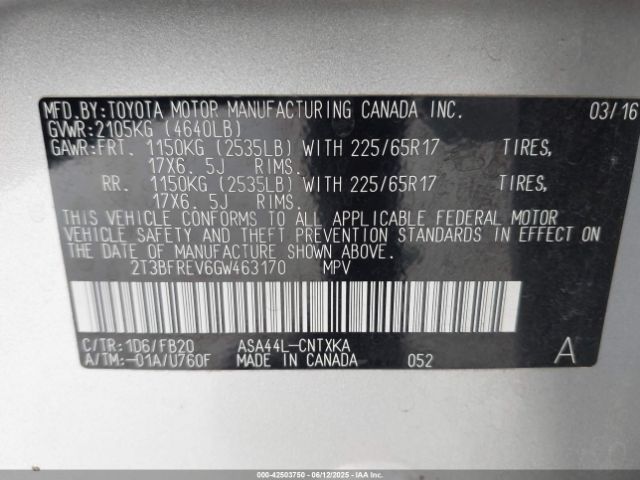 MFD.BY:TOYOTA MOTOR MANUFACTURING CANADA INC. 03/16
GVWR:2105KG (4640LB)
GAWR:FRT. 1150KG (2535LB) WITH 225/65R17 TIRES,
17X6. 5J RIMS.
RR. 1150KG (2535LB) WITH 225/65R17 TIRES,
17X6. 5J RIMS.
THIS VEHICLE CONFORMS TO ALL APPLICABLE FEDERAL MOTOR
VEHICLE SAFETY AND THEFT PREVENTION STANDARDS IN EFFECT ON
THE DATE OF MANUFACTURE SHOWN ABOVE.
2T3BFREV6GW463170 MPV
C/TR:1D6/FB20 ASA44L-CNTXKA
A/TM:-01A/U760F MADE IN CANADA 052 A
000-42503750 - 06/12/2025 - IAAI